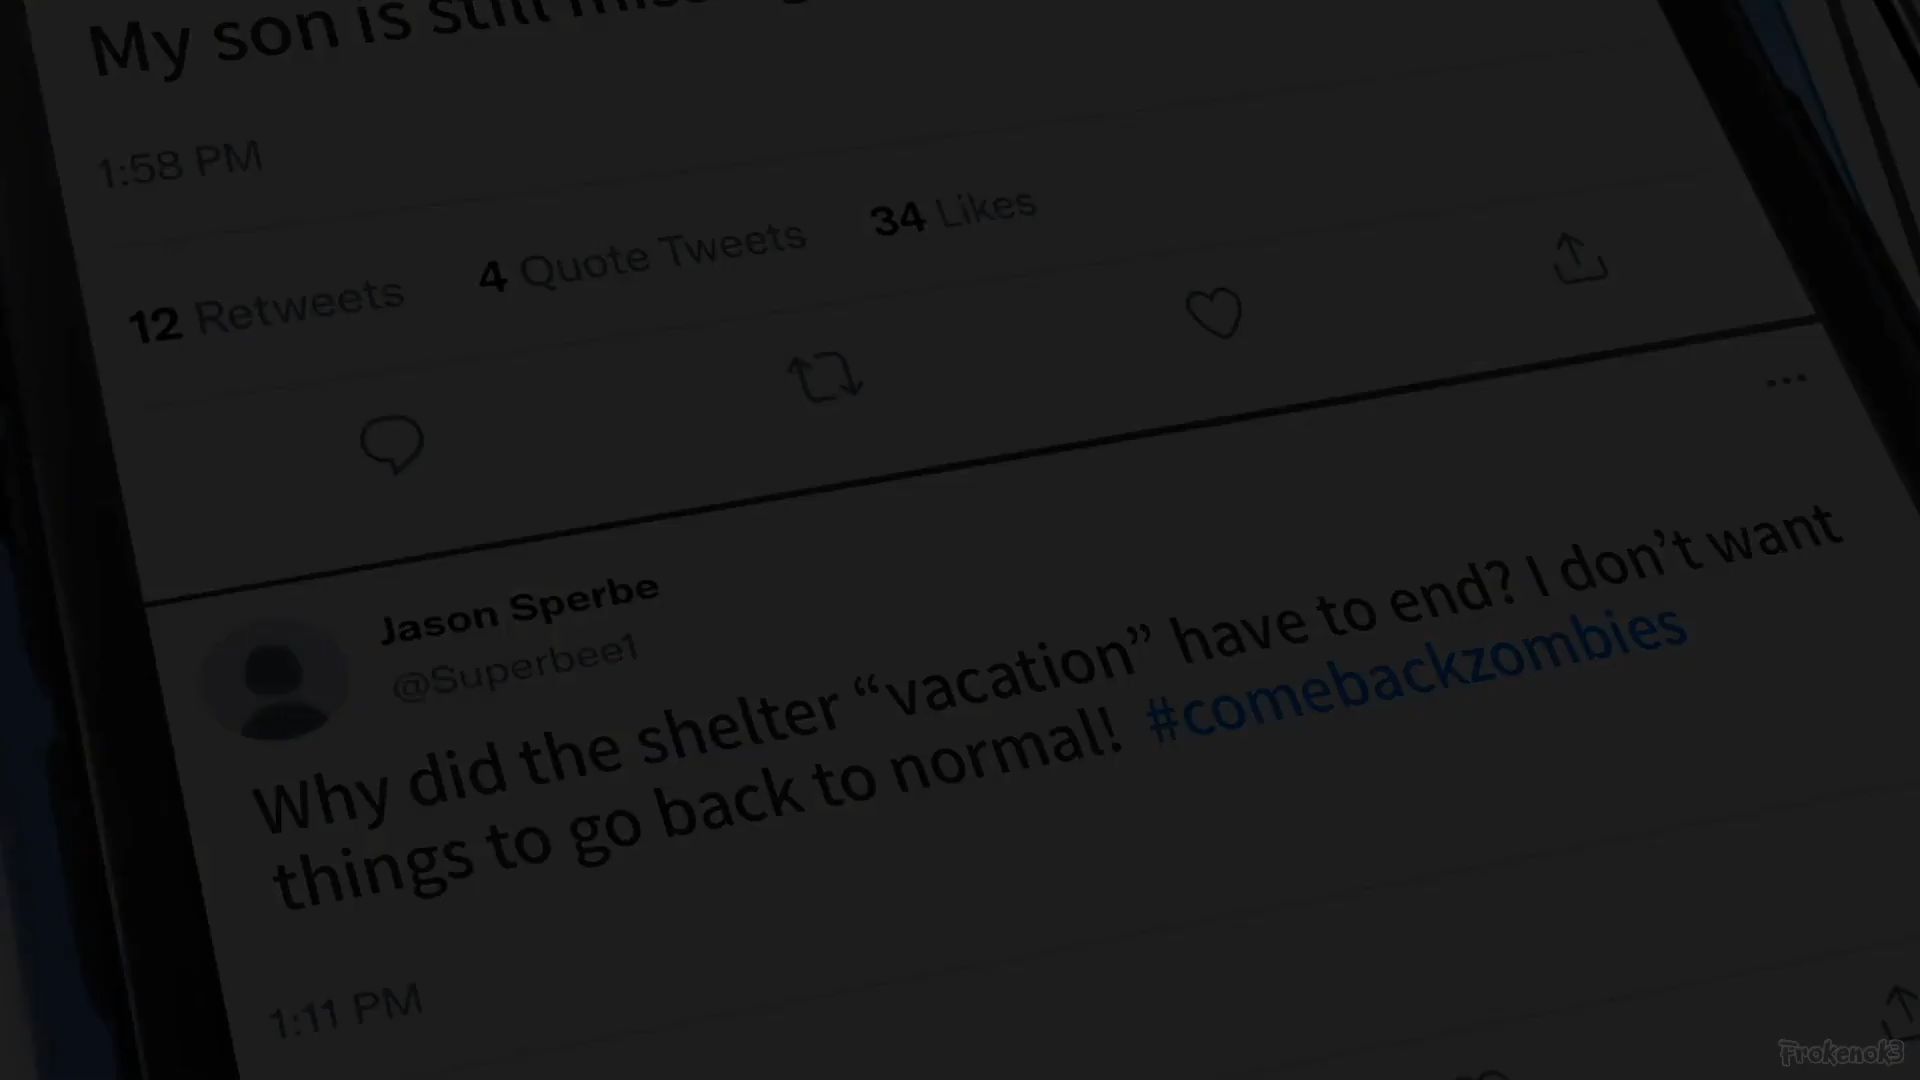 My son is still
1:58 PM
12 Retweets 4 Quote Tweets 34 Likes
...
Jason Sperbe
@Superbee1
Why did the shelter “vacation” have to end? I don’t want
things to go back to normal! #comebackzombies
1:11 PM
Frokenok3